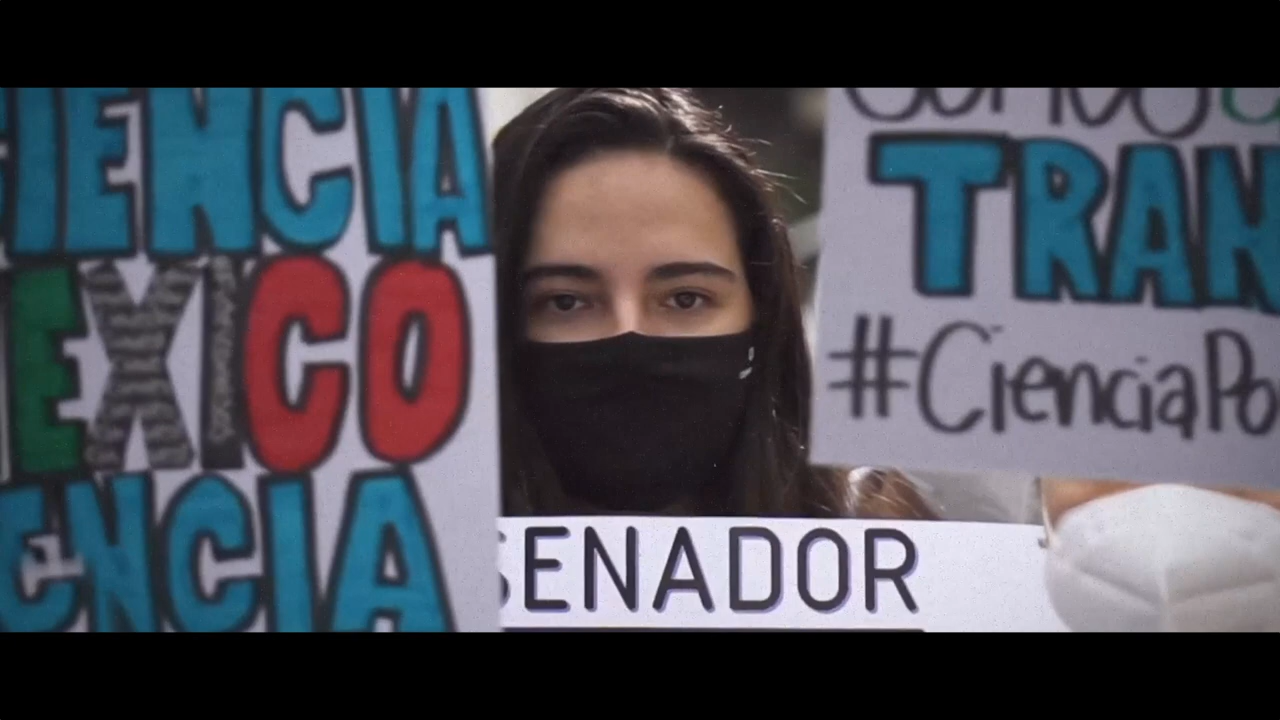 CIENCIA
EXICO
ENCIA
TRAN
#CienciaPo
SENADOR